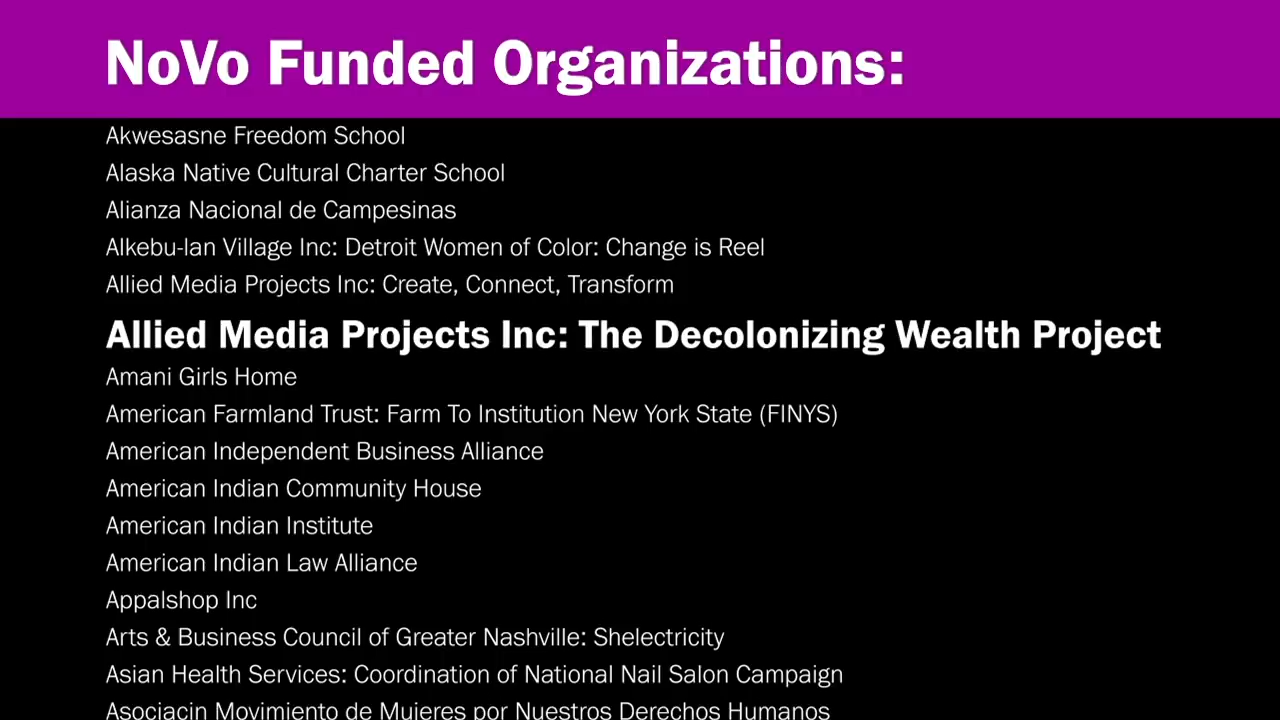 NoVo Funded Organizations:
Akwesasne Freedom School
Alaska Native Cultural Charter School
Alianza Nacional de Campesinas
Alkebu-lan Village Inc: Detroit Women of Color: Change is Reel
Allied Media Projects Inc: Create, Connect, Transform
Allied Media Projects Inc: The Decolonizing Wealth Project
Amani Girls Home
American Farmland Trust: Farm To Institution New York State (FINYS)
American Independent Business Alliance
American Indian Community House
American Indian Institute
American Indian Law Alliance
Appalshop Inc
Arts & Business Council of Greater Nashville: Shelectricity
Asian Health Services: Coordination of National Nail Salon Campaign
Asociacin Movimiento de Mujeres por Nuestros Derechos Humanos